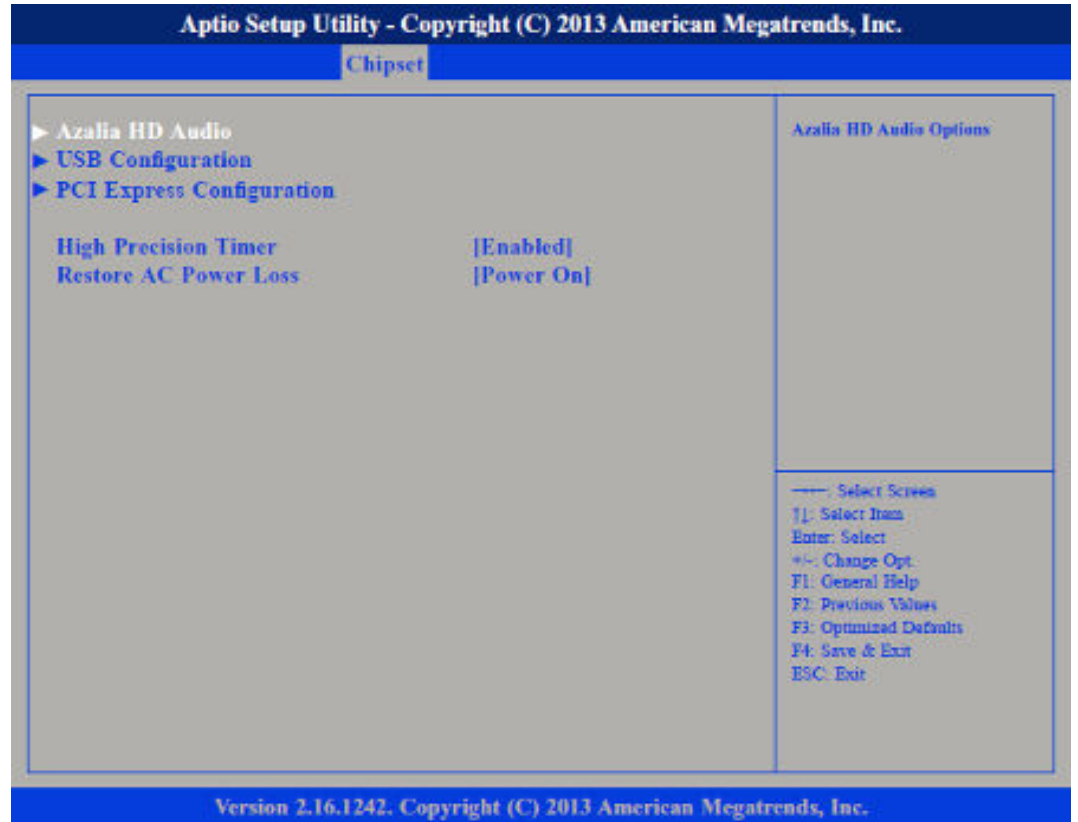 Aptio Setup Utility - Copyright (C) 2013 American Megatrends, Inc.
Chipset
► Azalia HD Audio
► USB Configuration
► PCI Express Configuration
High Precision Timer [Enabled]
Restore AC Power Loss [Power On]
Azalia HD Audio Options
→←: Select Screen
↑↓: Select Item
Enter: Select
+/-: Change Opt.
F1: General Help
F2: Previous Values
F3: Optimized Defaults
F4: Save & Exit
ESC: Exit
Version 2.16.1242. Copyright (C) 2013 American Megatrends, Inc.